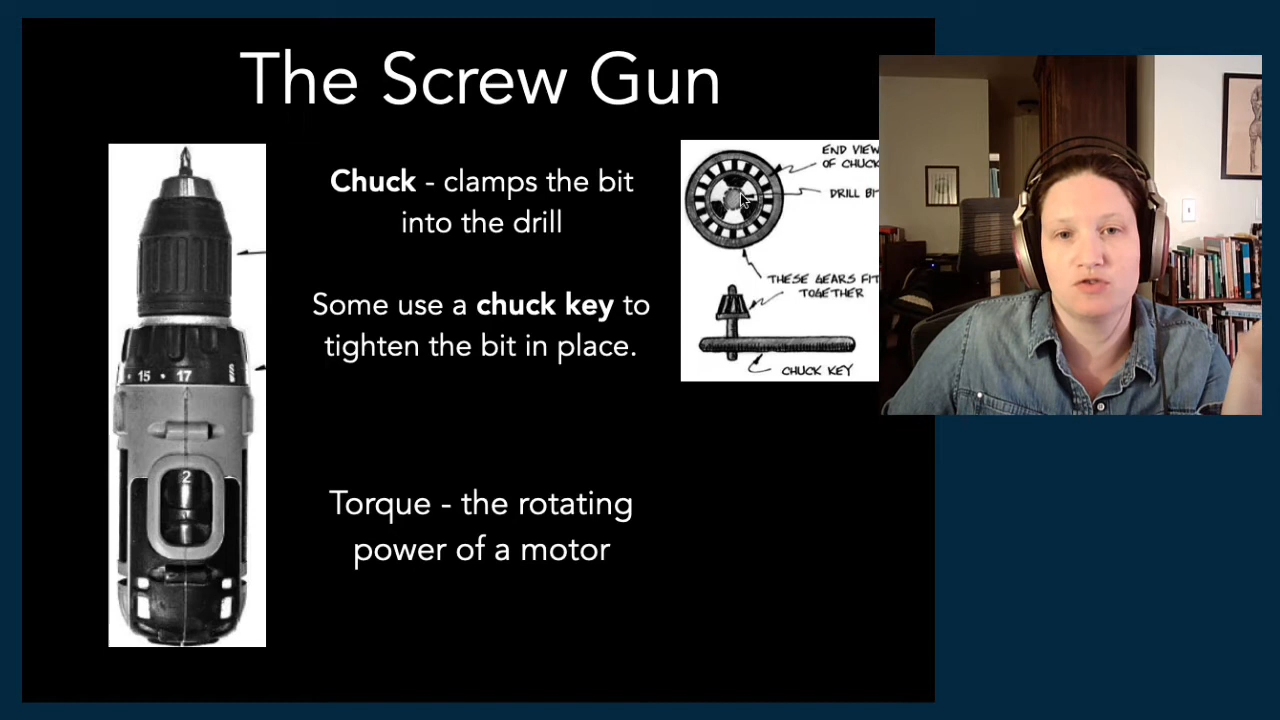 The Screw Gun
Chuck - clamps the bit
into the drill
Some use a chuck key to
tighten the bit in place.
Torque - the rotating
power of a motor
15 • 17
2
END VIEW
OF CHUCK
DRILL
THESE GEARS FIT
TOGETHER
CHUCK KEY